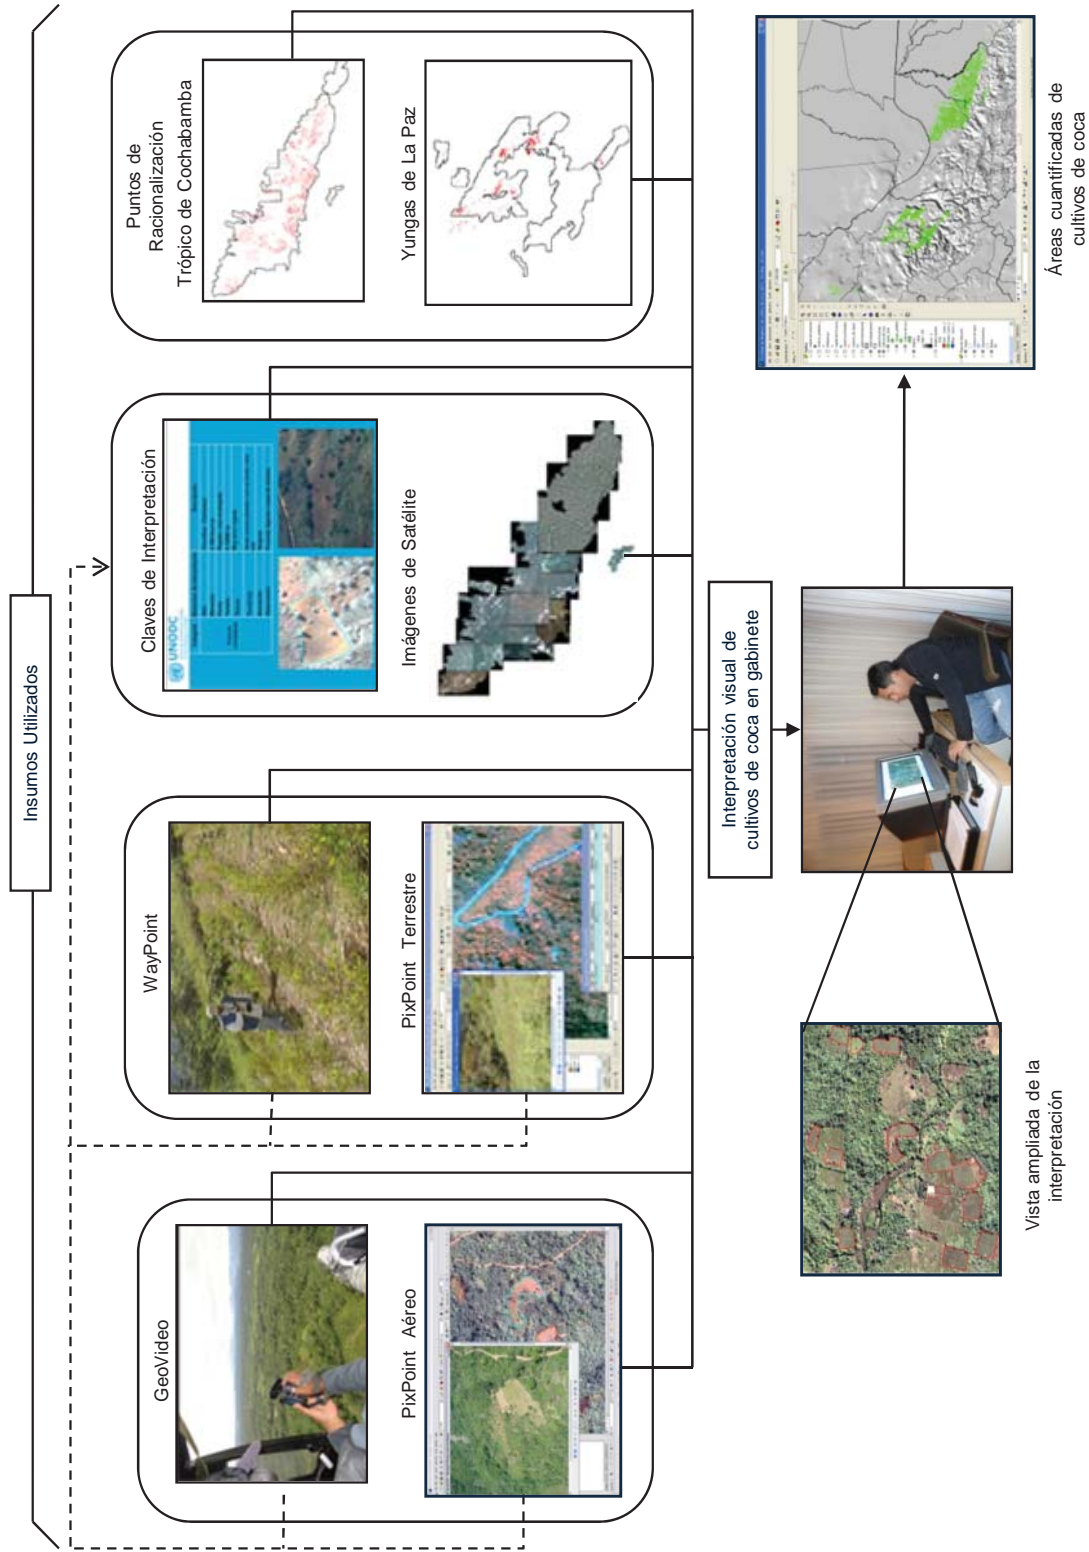 Insumos Utilizados
GeoVideo
PixPoint Aéreo
WayPoint
PixPoint Terrestre
Claves de Interpretación
UNODC
Imágenes de Satélite
Puntos de
Racionalización
Trópico de Cochabamba
Yungas de La Paz
Interpretación visual de
cultivos de coca en gabinete
Vista ampliada de la
interpretación
Áreas cuantificadas de
cultivos de coca